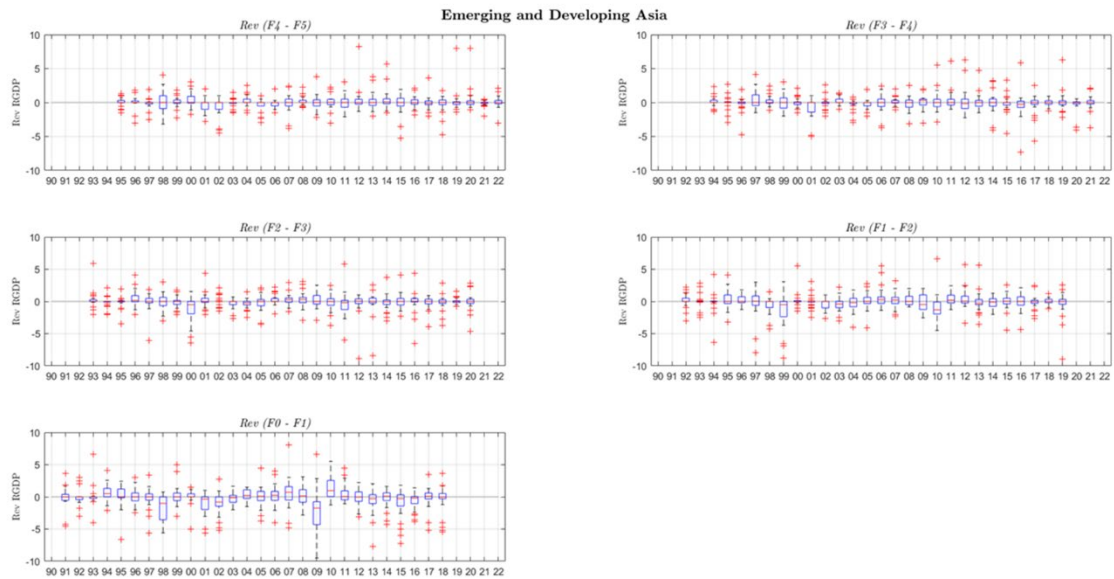 Emerging and Developing Asia
Rev (F4 - F5)
10
5
0
-5
-10
Rev RGDP
90 91 92 93 95 96 97 98 99 00 01 02 03 04 05 06 07 08 09 10 11 12 13 14 15 16 17 18 19 20 21 22
Rev (F3 - F4)
10
5
0
-5
-10
Rev RGDP
90 91 92 93 94 95 96 97 98 99 00 01 02 03 04 05 06 07 08 09 10 11 12 13 14 15 16 17 18 19 20 21 22
Rev (F2 - F3)
10
5
0
-5
-10
Rev RGDP
90 91 92 93 94 95 96 97 98 99 00 01 02 03 04 05 06 07 08 09 10 11 12 13 14 15 16 17 18 19 20 22
Rev (F1 - F2)
10
5
0
-5
-10
Rev RGDP
90 91 92 93 94 95 96 97 98 99 00 01 02 03 04 05 06 07 08 09 10 11 12 13 14 15 16 17 18 19 20 22
Rev (F0 - F1)
10
5
0
-5
-10
Rev RGDP
90 91 92 93 94 95 96 97 98 99 00 01 02 03 04 05 06 07 08 09 10 11 12 13 14 15 16 17 18 19 20 22